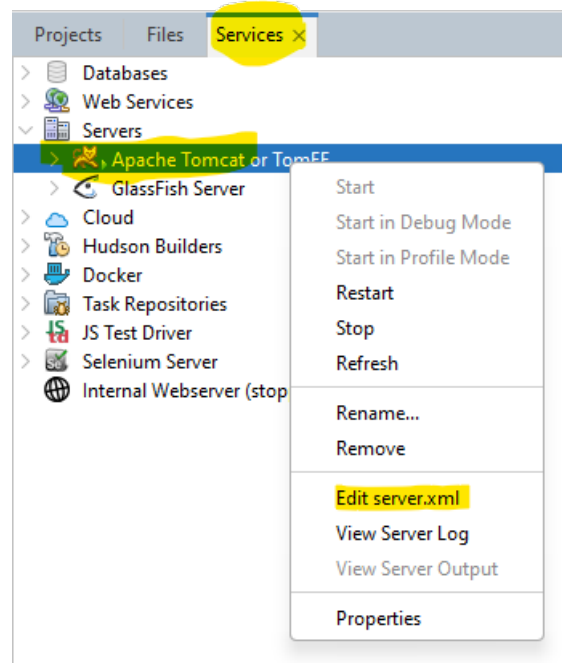 Projects Files Services ×
Databases
Web Services
Servers
Apache Tomcat or TomEE
GlassFish Server
Cloud
Hudson Builders
Docker
Task Repositories
JS Test Driver
Selenium Server
Internal Webserver (stop
Start
Start in Debug Mode
Start in Profile Mode
Restart
Stop
Refresh
Rename...
Remove
Edit server.xml
View Server Log
View Server Output
Properties